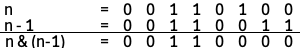 n = 0 0 1 1 0 1 0 0
n - 1 = 0 0 1 1 0 0 1 1
n & (n-1) = 0 0 1 1 0 0 0 0